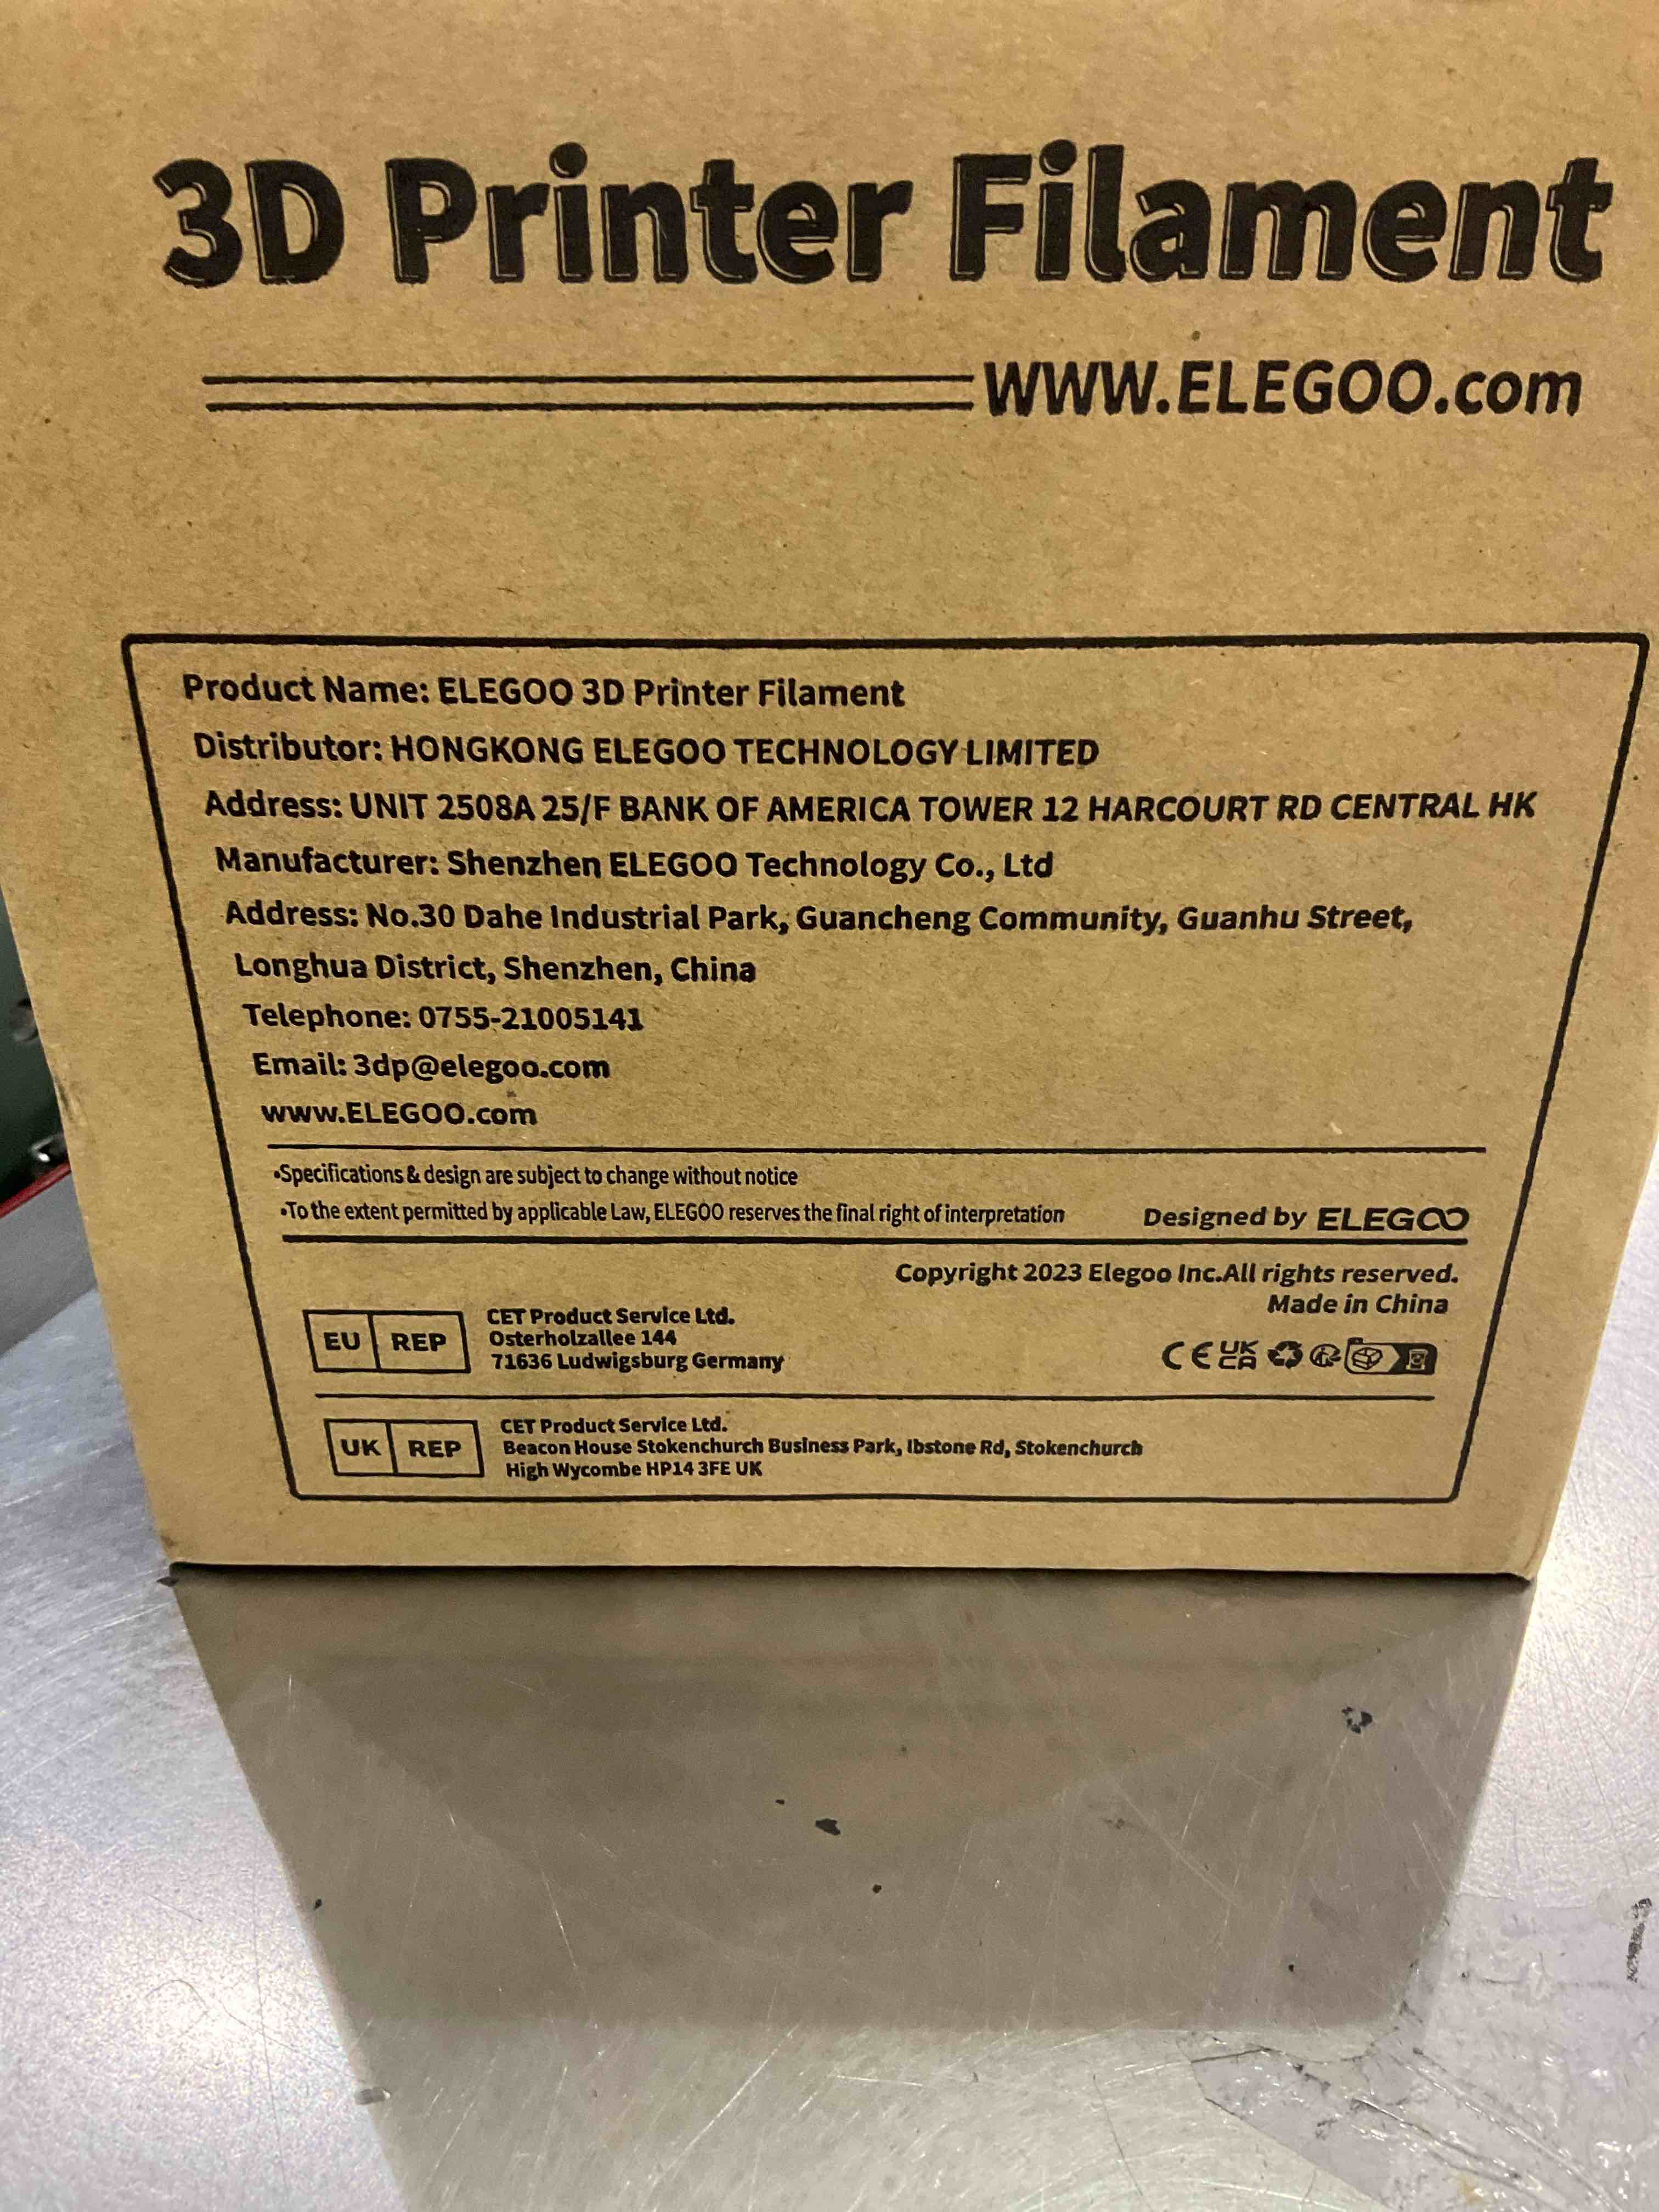 3D Printer Filament
WWW.ELEGOO.com
Product Name: ELEGOO 3D Printer Filament
Distributor: HONGKONG ELEGOO TECHNOLOGY LIMITED
Address: UNIT 2508A 25/F BANK OF AMERICA TOWER 12 HARCOURT RD CENTRAL HK
Manufacturer: Shenzhen ELEGOO Technology Co., Ltd
Address: No.30 Dahe Industrial Park, Guancheng Community, Guanhu Street,
Longhua District, Shenzhen, China
Telephone: 0755-21005141
Email: 3dp@elegoo.com
www.ELEGOO.com
•Specifications & design are subject to change without notice
•To the extent permitted by applicable Law, ELEGOO reserves the final right of interpretation
Designed by ELEGOO
Copyright 2023 Elegoo Inc.All rights reserved.
Made in China
EU REP
CET Product Service Ltd.
Osterholzallee 144
71636 Ludwigsburg Germany
CE UK CA
UK REP
CET Product Service Ltd.
Beacon House Stokenchurch Business Park, Ibstone Rd, Stokenchurch
High Wycombe HP14 3FE UK